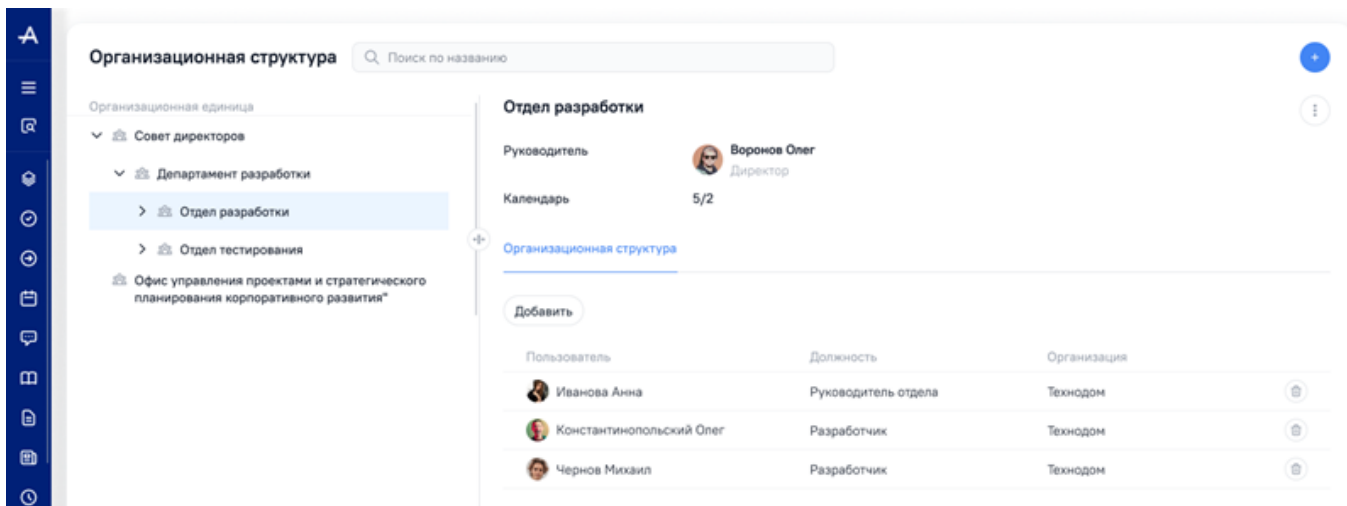 Организационная структура
Поиск по названию
Организационная единица
Совет директоров
Департамент разработки
Отдел разработки
Отдел тестирования
Офис управления проектами и стратегического
планирования корпоративного развития"
Отдел разработки
Руководитель
Воронов Олег
Директор
Календарь
5/2
Организационная структура
Добавить
Пользователь Должность Организация
Иванова Анна Руководитель отдела Технодом
Константинопольский Олег Разработчик Технодом
Чернов Михаил Разработчик Технодом